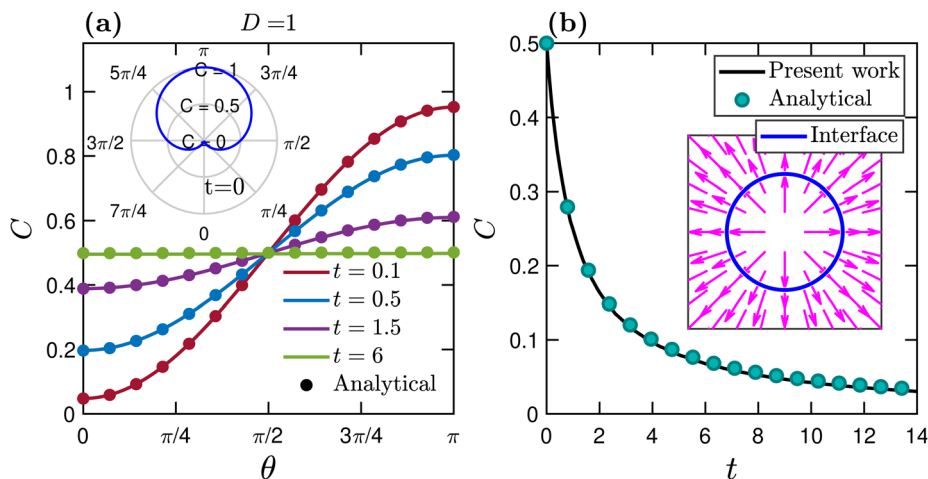 (a)
D =1
C
1
0.8
0.6
0.4
0.2
0
0
π/4
π/2
3π/4
π
θ
π
5π/4
3π/4
C = 1
C = 0.5
3π/2
C = 0
π/2
t=0
7π/4
π/4
0
t = 0.1
t = 0.5
t = 1.5
t = 6
Analytical
(b)
C
0.5
0.4
0.3
0.2
0.1
0
0
2
4
6
8
10
12
14
t
Present work
Analytical
Interface